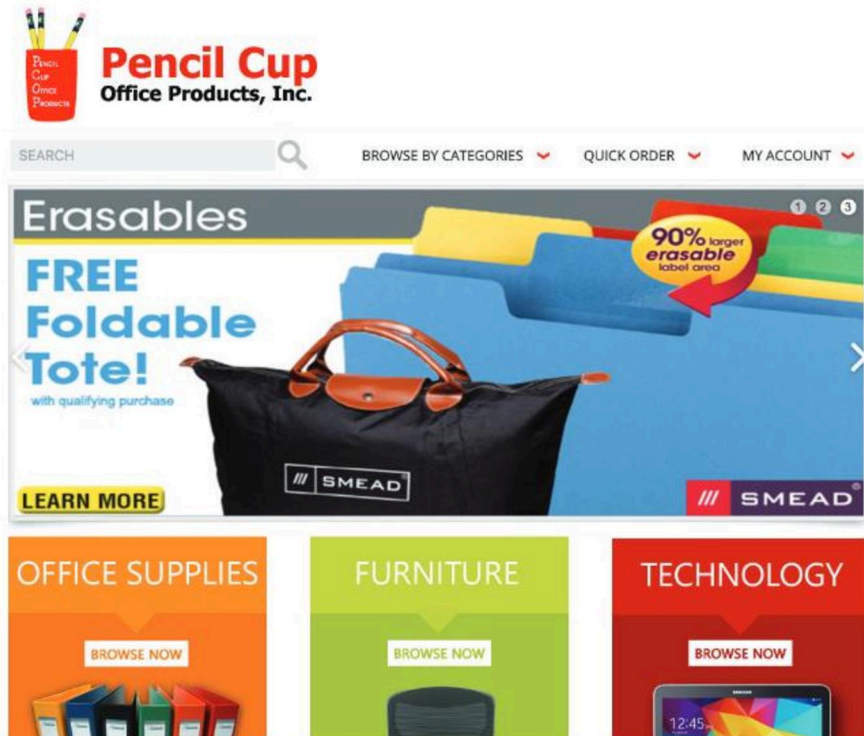 PENCIL
CUP
OFFICE
PRODUCTS
Pencil Cup
Office Products, Inc.
SEARCH
BROWSE BY CATEGORIES
QUICK ORDER
MY ACCOUNT
Erasables
1 2 3
90% larger
erasable
label area
FREE
Foldable
Tote!
with qualifying purchase
SMEAD
LEARN MORE
SMEAD®
OFFICE SUPPLIES
FURNITURE
TECHNOLOGY
BROWSE NOW
BROWSE NOW
BROWSE NOW
SAMSUNG
12:45